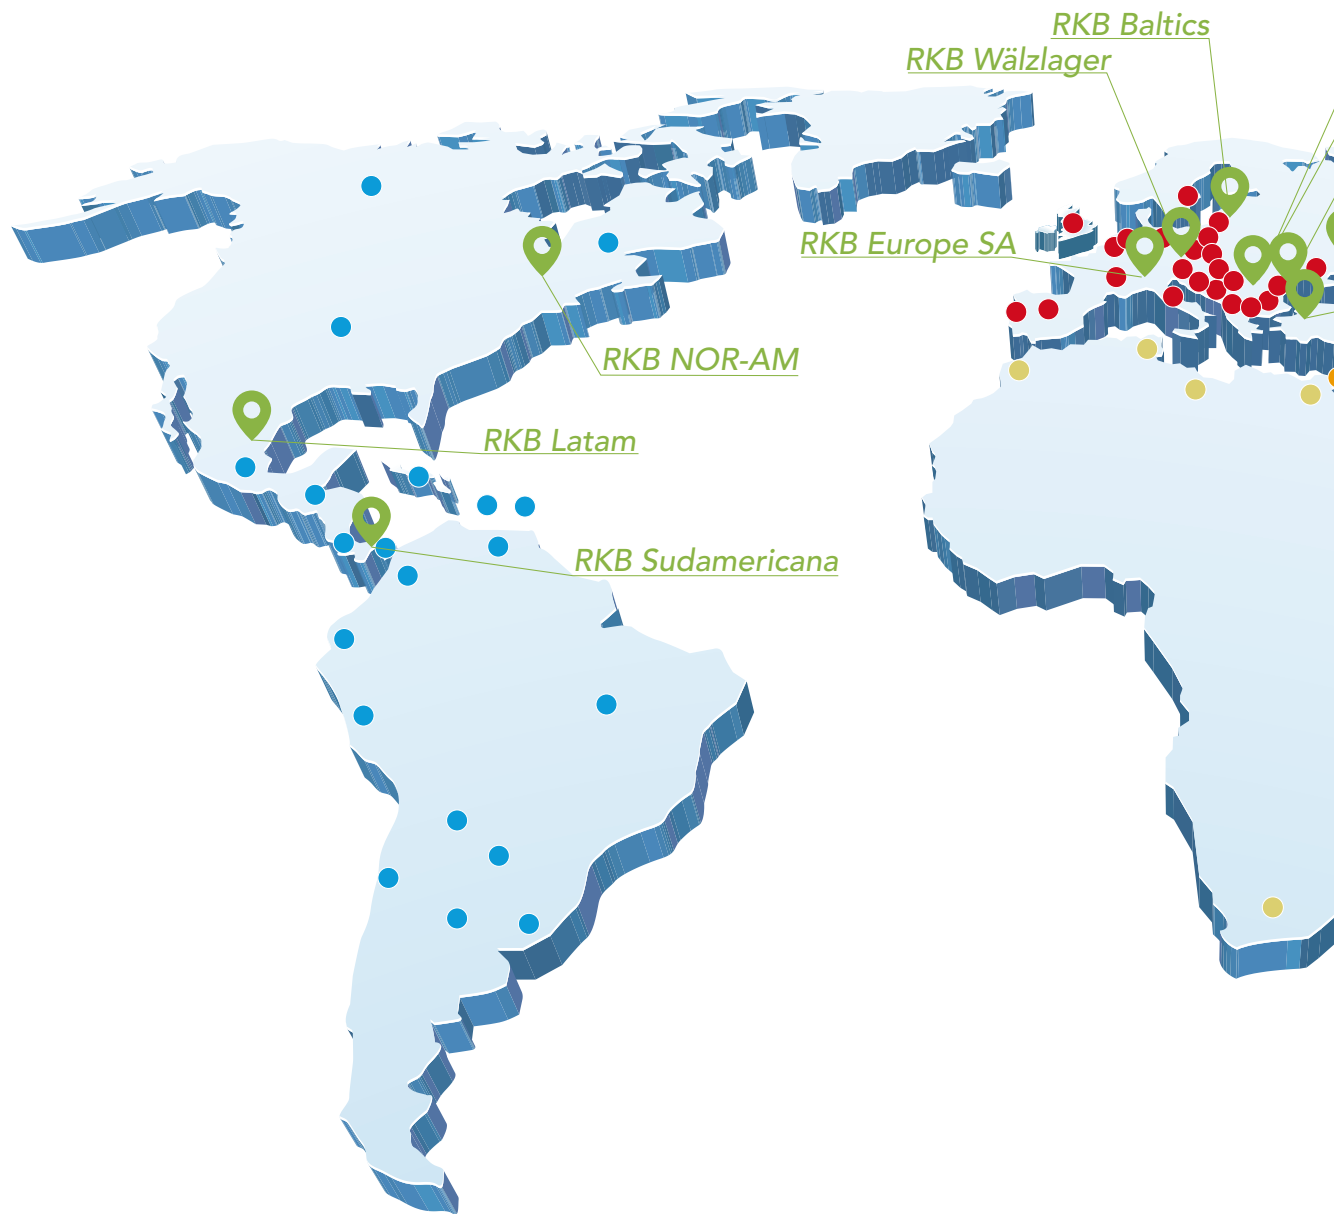 RKB Baltics
RKB Wälzlager
RKB Europe SA
RKB NOR-AM
RKB Latam
RKB Sudamericana